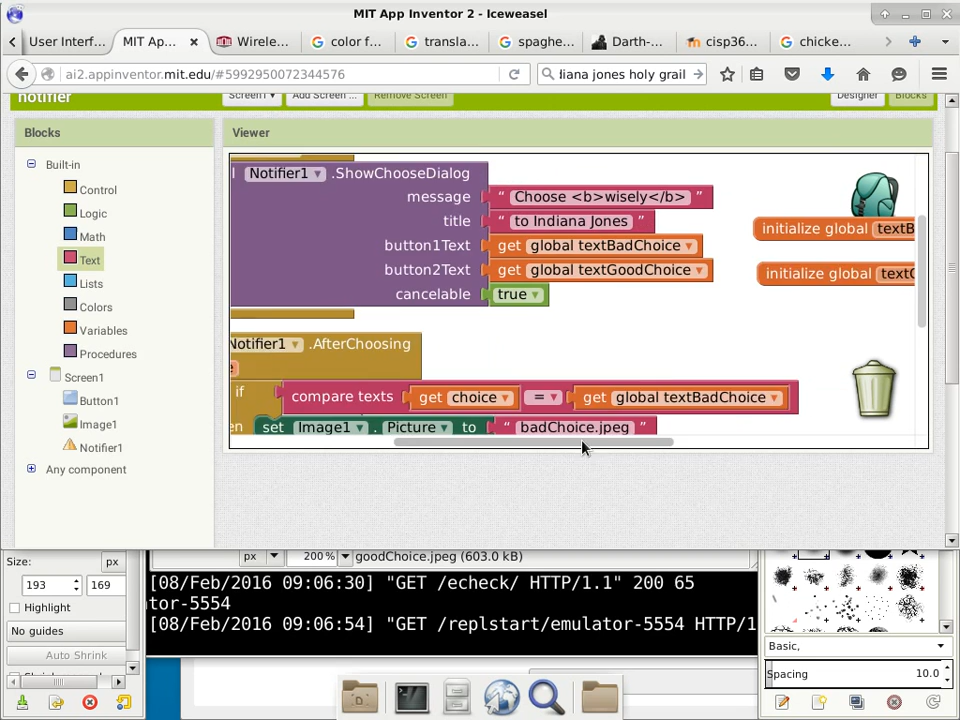 MIT App Inventor 2 - Iceweasel
User Interf...
MIT Ap...
Wirele...
color f...
transla...
spaghe...
Darth-...
cisp36...
chicke...
ai2.appinventor.mit.edu/#5992950072344576
liana jones holy grail
notifier
Screen1
Add Screen ...
Remove Screen
Designer
Blocks
Blocks
Viewer
Built-in
Control
Logic
Math
Text
Lists
Colors
Variables
Procedures
Screen1
Button1
Image1
Notifier1
Any component
Notifier1 .ShowChooseDialog
message " Choose <b>wisely</b> "
title " to Indiana Jones "
button1Text get global textBadChoice
button2Text get global textGoodChoice
cancelable true
initialize global textB
initialize global textG
Notifier1 .AfterChoosing
if compare texts get choice = get global textBadChoice
en set Image1 . Picture to " badChoice.jpeg "
Size: px
193 169
Highlight
No guides
Auto Shrink
px 200% goodChoice.jpeg (603.0 kB)
[08/Feb/2016 09:06:30] "GET /echeck/ HTTP/1.1" 200 65
tor-5554
[08/Feb/2016 09:06:54] "GET /replstart/emulator-5554 HTTP/1
Basic,
Spacing 10.0